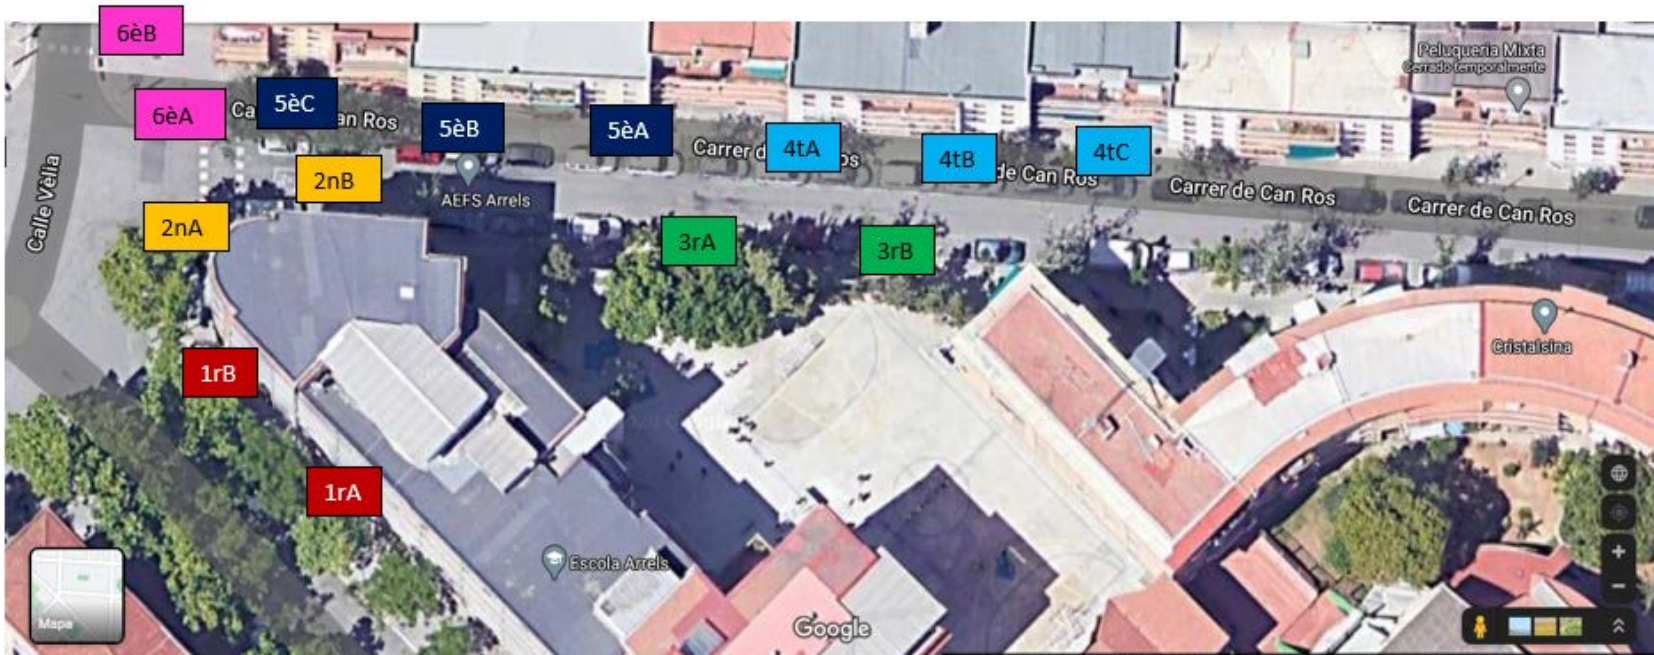 6èB
Peluqueria Mixta
Cerrado temporalmente
6èA
5èC
Ca
an Ros
5èB
5èA
Carrer d
4tA
os
4tB
de Can Ros
4tC
Carrer de Can Ros
Carrer de Can Ros
2nB
AEFS Arrels
Calle Vèlia
2nA
3rA
3rB
Cristalsina
1rB
1rA
Escola Arrels
Mapa
Google